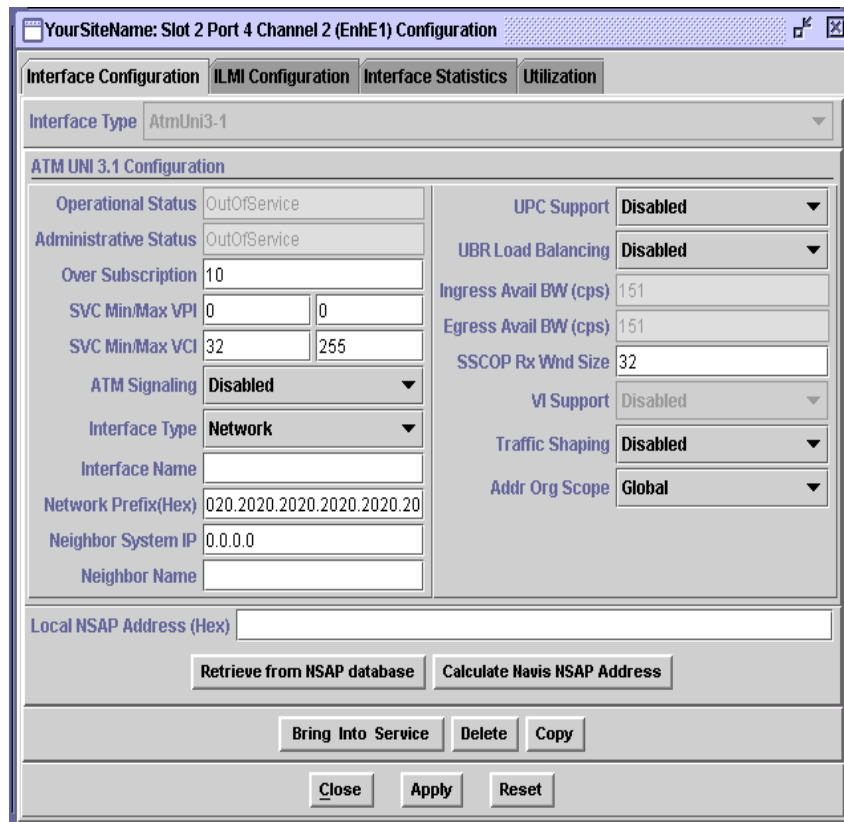 YourSiteName: Slot 2 Port 4 Channel 2 (EnhE1) Configuration
Interface Configuration ILMI Configuration Interface Statistics Utilization
Interface Type AtmUni3-1
ATM UNI 3.1 Configuration
Operational Status OutOfService
Administrative Status OutOfService
Over Subscription 10
SVC Min/Max VPI 0 0
SVC Min/Max VCI 32 255
ATM Signaling Disabled
Interface Type Network
Interface Name
Network Prefix(Hex) 020.2020.2020.2020.2020.20
Neighbor System IP 0.0.0.0
Neighbor Name
UPC Support Disabled
UBR Load Balancing Disabled
Ingress Avail BW (cps) 151
Egress Avail BW (cps) 151
SSCOP Rx Wnd Size 32
VI Support Disabled
Traffic Shaping Disabled
Addr Org Scope Global
Local NSAP Address (Hex)
Retrieve from NSAP database Calculate Navis NSAP Address
Bring Into Service Delete Copy
Close Apply Reset